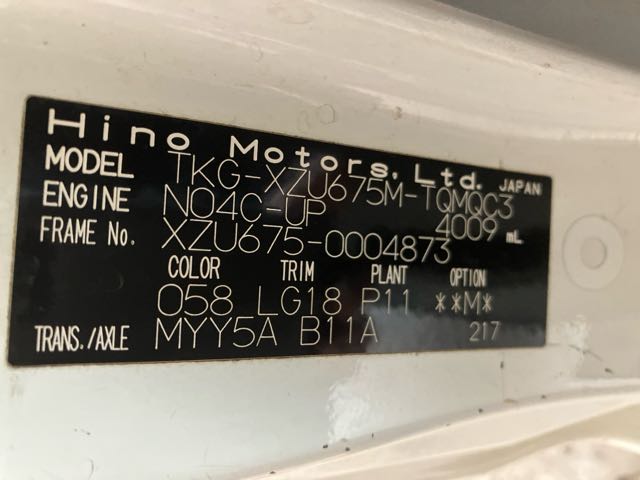 Hino Motors, Ltd. JAPAN
MODEL TKG-XZU675M-TQMQC3
ENGINE N04C-UP 4009 mL
FRAME No. XZU675-0004873
COLOR TRIM PLANT OPTION
058 LG18 P11 **M*
TRANS./AXLE MYY5A B11A 217